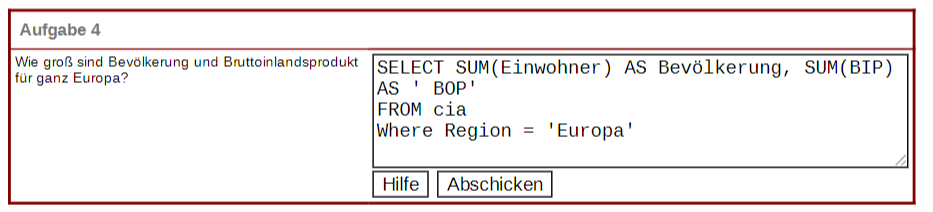 Aufgabe 4
Wie groß sind Bevölkerung und Bruttoinlandsprodukt
für ganz Europa?
SELECT SUM(Einwohner) AS Bevölkerung, SUM(BIP)
AS ' BOP'
FROM cia
Where Region = 'Europa'
Hilfe
Abschicken